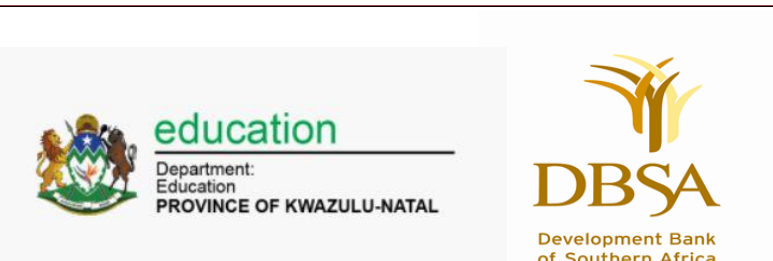 education
Department:
Education
PROVINCE OF KWAZULU-NATAL
DBSA
Development Bank
of Southern Africa